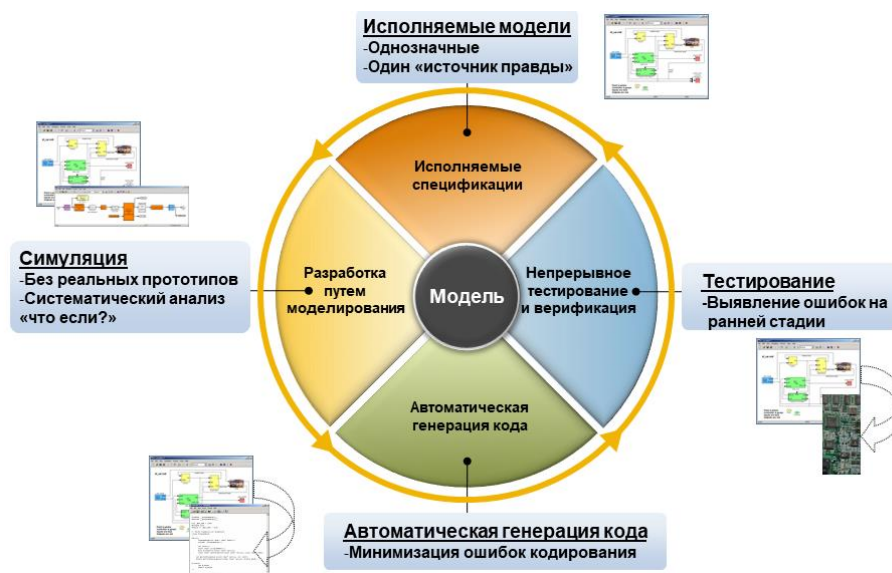 Исполняемые модели
-Однозначные
-Один «источник правды»
Исполняемые
спецификации
Симуляция
-Без реальных прототипов
-Систематический анализ
«что если?»
Разработка
путем
моделирования
Модель
Непрерывное
тестирование
и верификация
Тестирование
-Выявление ошибок на
ранней стадии
Автоматическая
генерация кода
Автоматическая генерация кода
-Минимизация ошибок кодирования